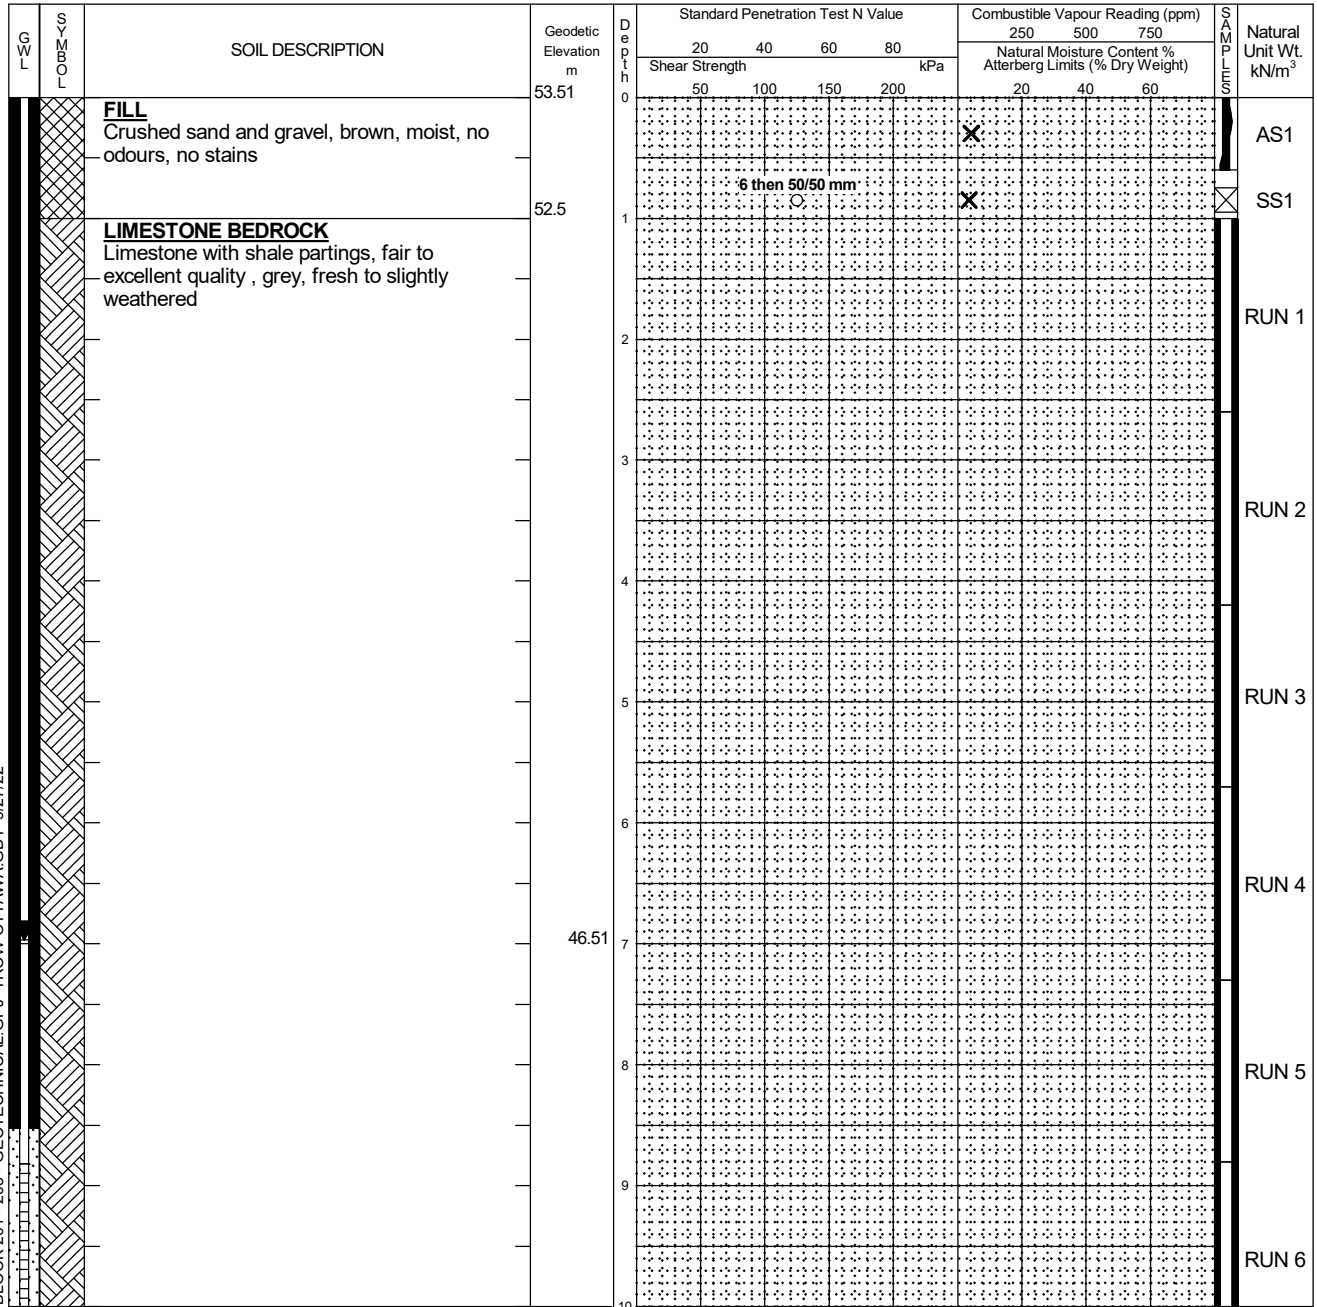 GWL
SYMBOL
SOIL DESCRIPTION
Geodetic
Elevation
m
Depth
Standard Penetration Test N Value
20 40 60 80
Shear Strength kPa
50 100 150 200
Combustible Vapour Reading (ppm)
250 500 750
Natural Moisture Content %
Atterberg Limits (% Dry Weight)
20 40 60
SAMPLES
Natural
Unit Wt.
kN/m³
53.51
0
FILL
Crushed sand and gravel, brown, moist, no
odours, no stains
AS1
6 then 50/50 mm
SS1
52.5
1
LIMESTONE BEDROCK
Limestone with shale partings, fair to
excellent quality , grey, fresh to slightly
weathered
RUN 1
2
3
RUN 2
4
RUN 3
5
6
RUN 4
46.51
7
8
RUN 5
9
RUN 6
10